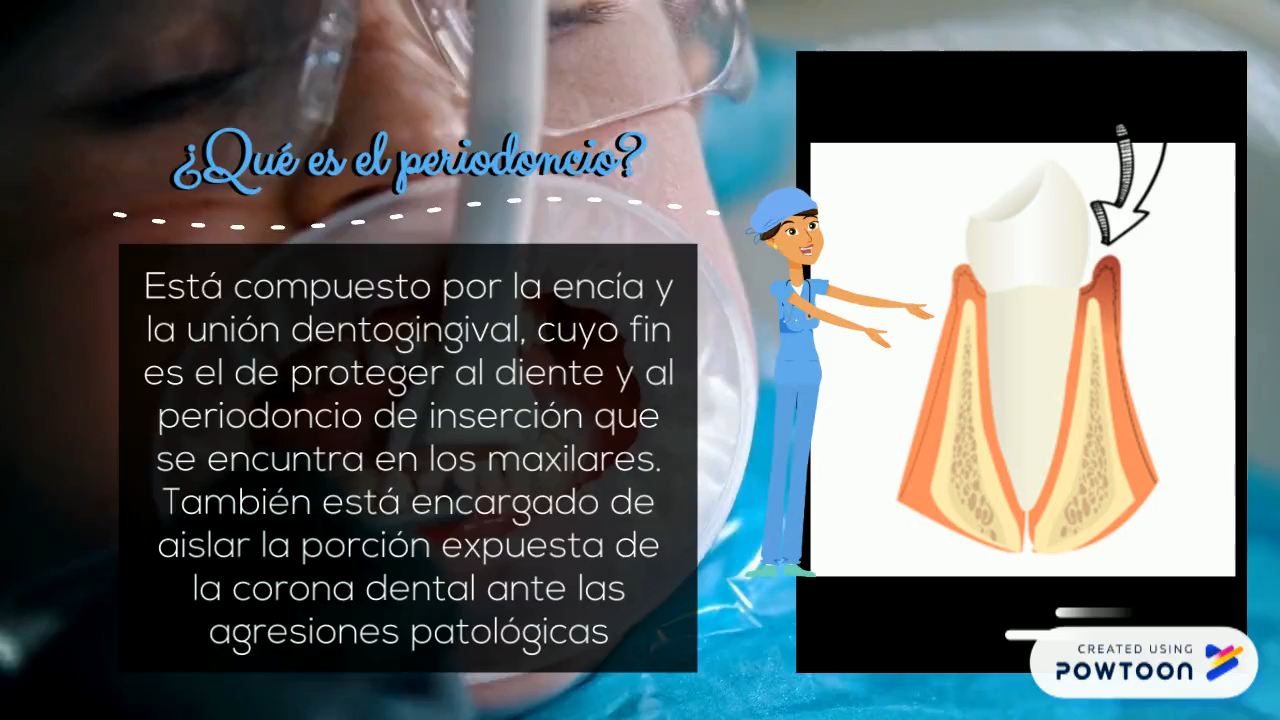 ¿Qué es el periodoncio?
Está compuesto por la encía y
la unión dentogingival, cuyo fin
es el de proteger al diente y al
periodoncio de inserción que
se encuntra en los maxilares.
También está encargado de
aislar la porción expuesta de
la corona dental ante las
agresiones patológicas
CREATED USING
POWTOON